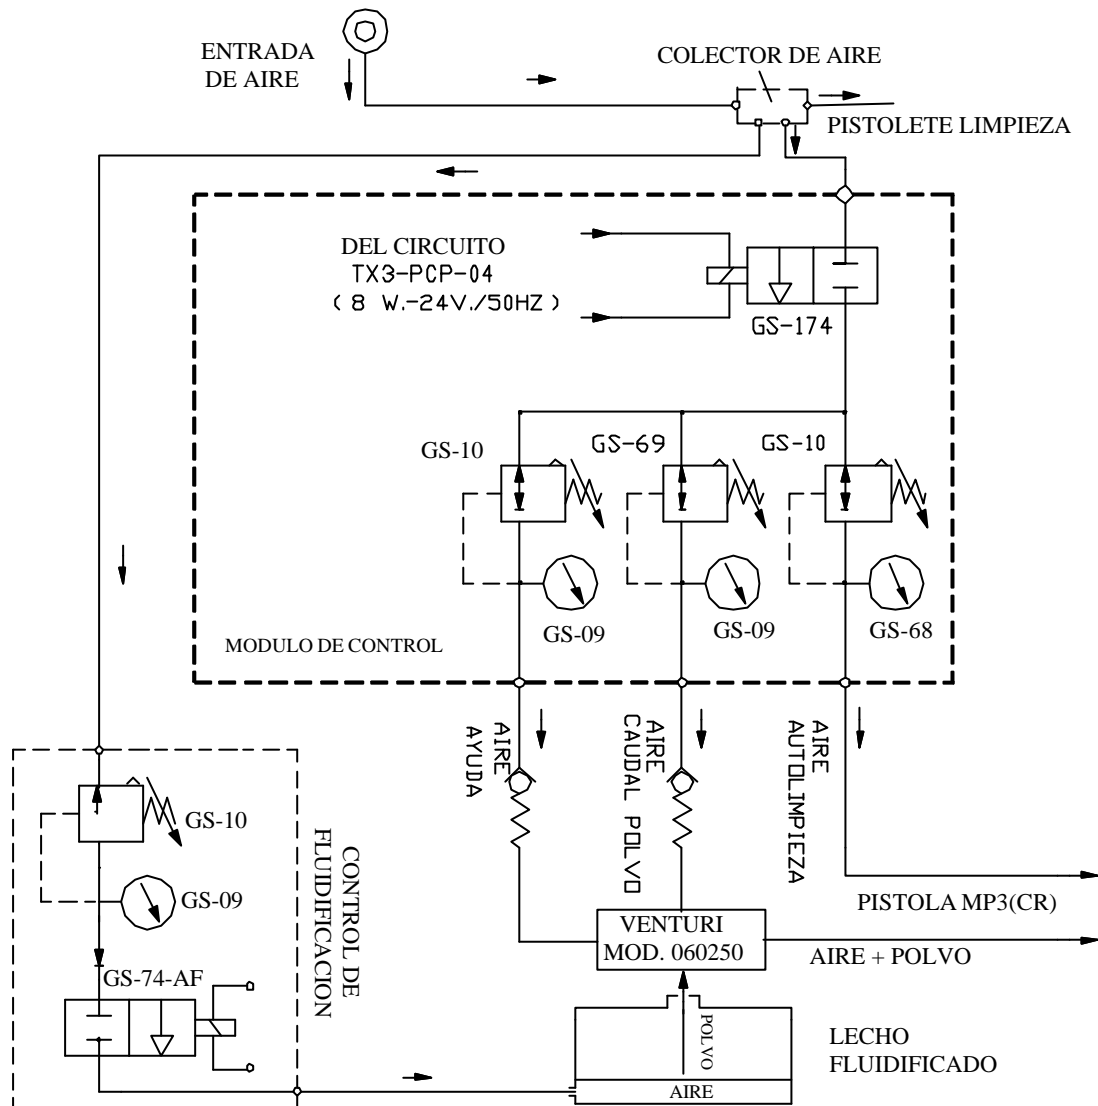 ENTRADA
DE AIRE
COLECTOR DE AIRE
PISTOLETE LIMPIEZA
DEL CIRCUITO
TX3-PCP-04
( 8 W.-24V./50HZ )
GS-174
GS-10
GS-69
GS-10
GS-09
GS-09
GS-68
MODULO DE CONTROL
AIRE
AYUDA
AIRE
CAUDAL POLVO
AIRE
AUTOLIMPIEZA
GS-10
GS-09
GS-74-AF
CONTROL DE
FLUIDIFICACION
PISTOLA MP3(CR)
VENTURI
MOD. 060250
AIRE + POLVO
POLVO
AIRE
LECHO
FLUIDIFICADO